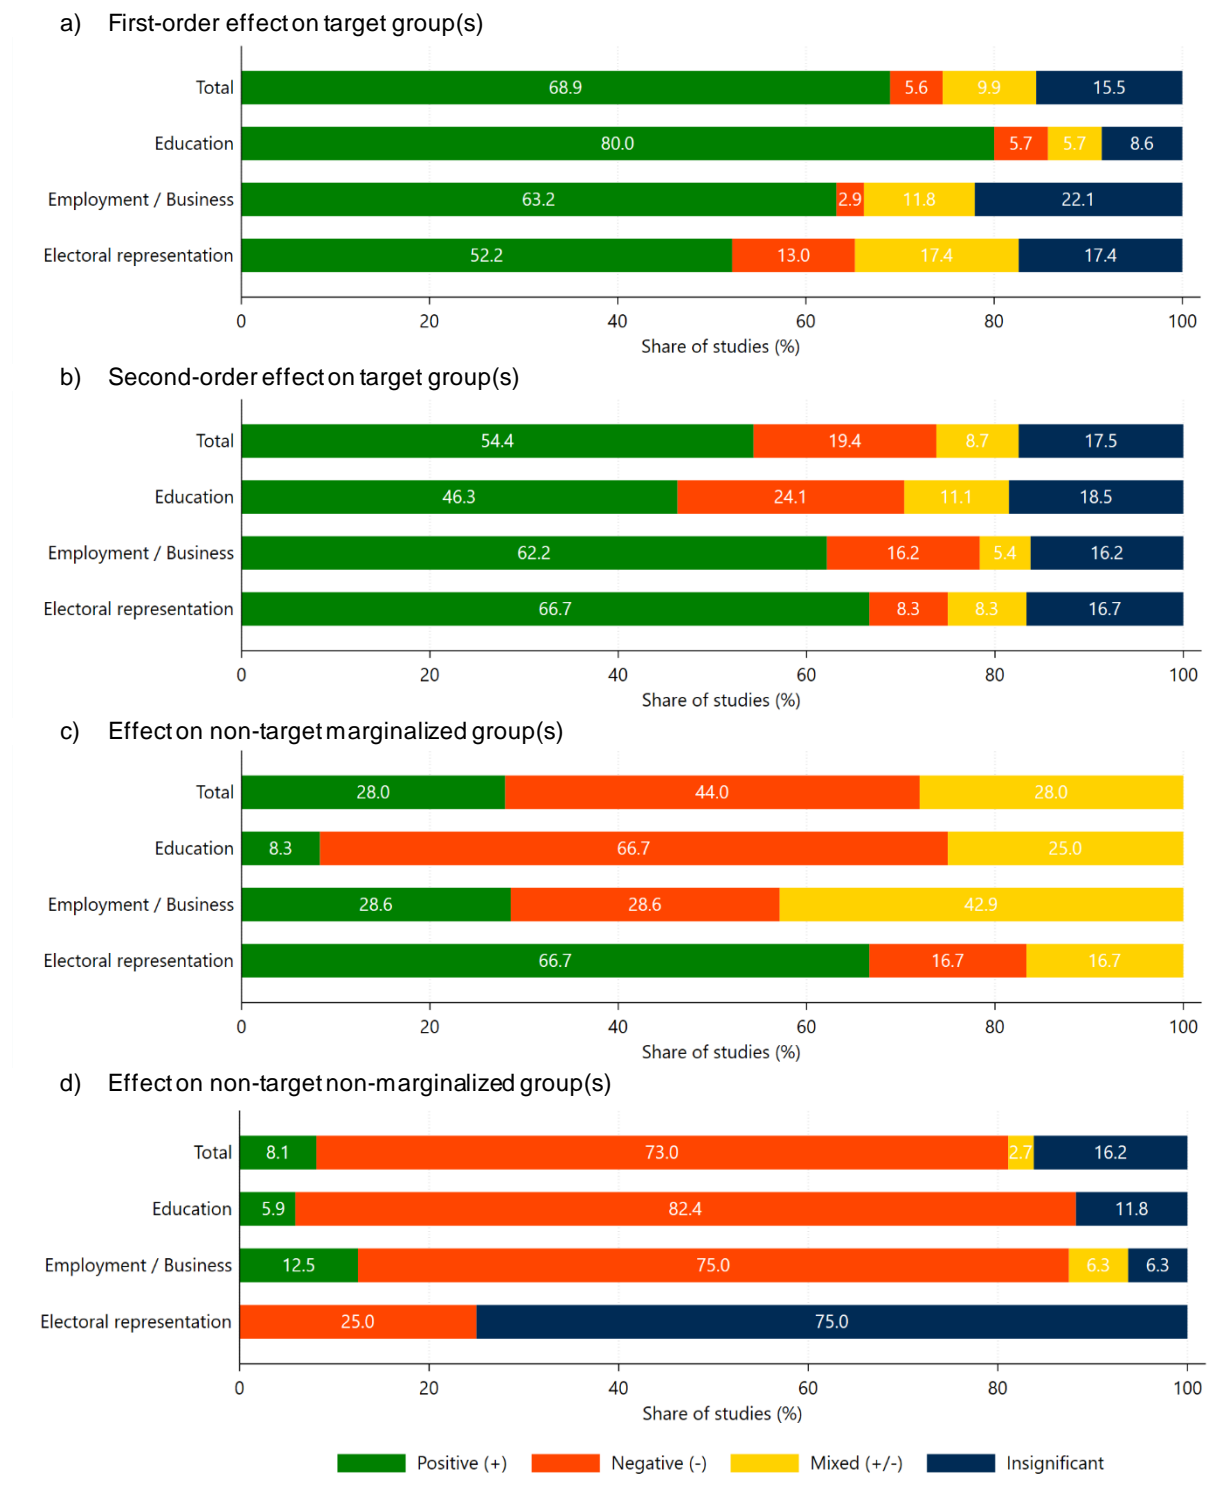 a) First-order effect on target group(s)
Total 68.9 5.6 9.9 15.5
Education 80.0 5.7 5.7 8.6
Employment / Business 63.2 2.9 11.8 22.1
Electoral representation 52.2 13.0 17.4 17.4
0 20 40 60 80 100
Share of studies (%)
b) Second-order effect on target group(s)
Total 54.4 19.4 8.7 17.5
Education 46.3 24.1 11.1 18.5
Employment / Business 62.2 16.2 5.4 16.2
Electoral representation 66.7 8.3 8.3 16.7
0 20 40 60 80 100
Share of studies (%)
c) Effect on non-target marginalized group(s)
Total 28.0 44.0 28.0
Education 8.3 66.7 25.0
Employment / Business 28.6 28.6 42.9
Electoral representation 66.7 16.7 16.7
0 20 40 60 80 100
Share of studies (%)
d) Effect on non-target non-marginalized group(s)
Total 8.1 73.0 2.7 16.2
Education 5.9 82.4 11.8
Employment / Business 12.5 75.0 6.3 6.3
Electoral representation 25.0 75.0
0 20 40 60 80 100
Share of studies (%)
Positive (+) Negative (-) Mixed (+/-) Insignificant